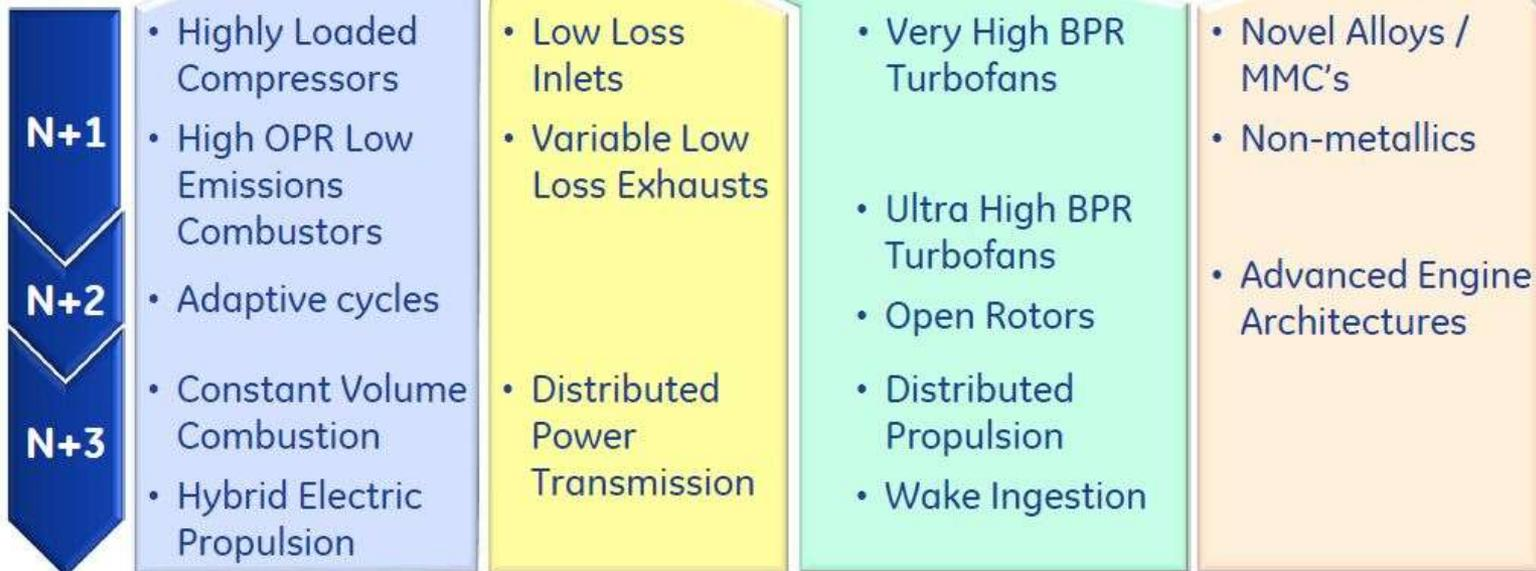 N+1
N+2
N+3
• Highly Loaded
Compressors
• High OPR Low
Emissions
Combustors
• Adaptive cycles
• Constant Volume
Combustion
• Hybrid Electric
Propulsion
• Low Loss
Inlets
• Variable Low
Loss Exhausts
• Distributed
Power
Transmission
• Very High BPR
Turbofans
• Ultra High BPR
Turbofans
• Open Rotors
• Distributed
Propulsion
• Wake Ingestion
• Novel Alloys /
MMC's
• Non-metallics
• Advanced Engine
Architectures